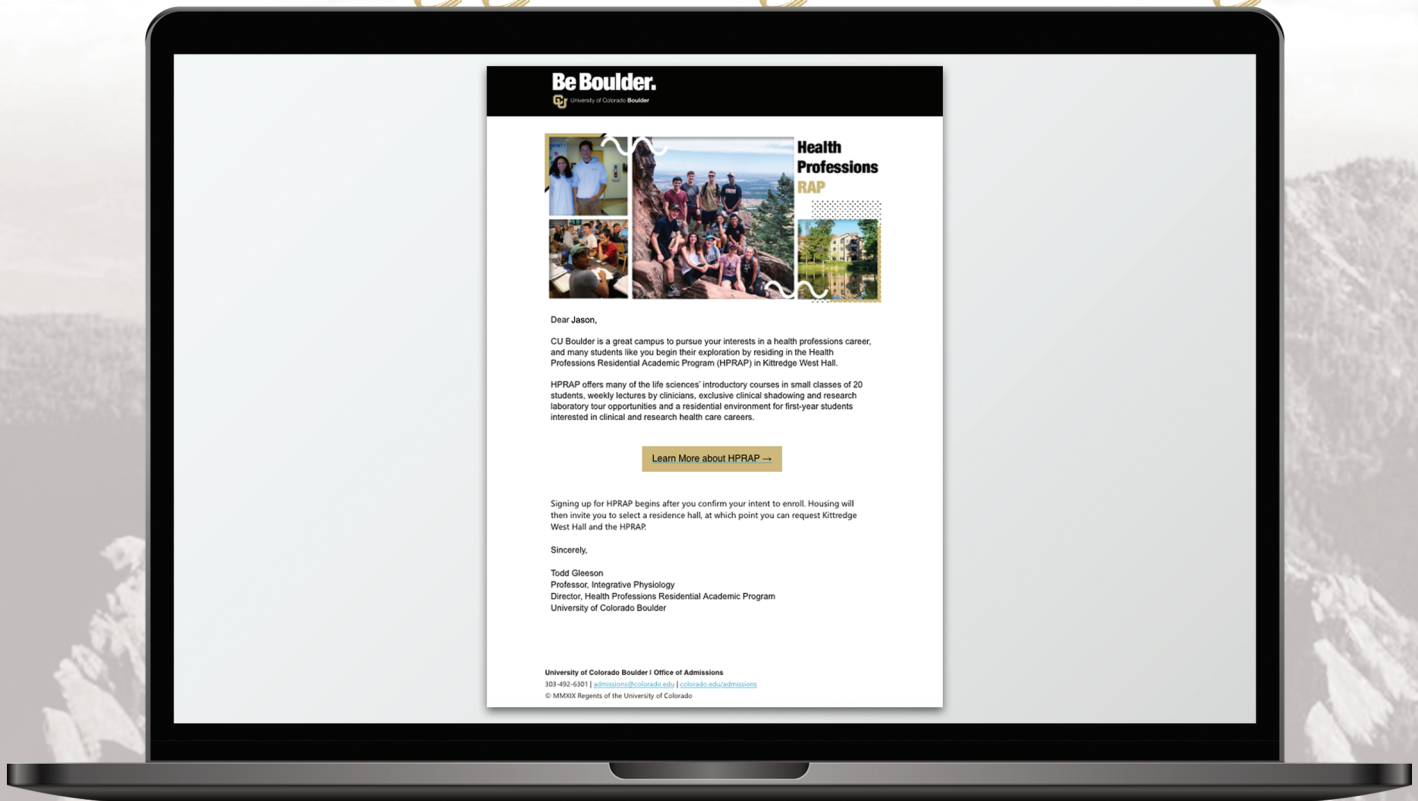 Be Boulder.
University of Colorado Boulder
Health
Professions
RAP
Dear Jason,
CU Boulder is a great campus to pursue your interests in a health professions career,
and many students like you begin their exploration by residing in the Health
Professions Residential Academic Program (HPRAP) in Kittredge West Hall.
HPRAP offers many of the life sciences' introductory courses in small classes of 20
students, weekly lectures by clinicians, exclusive clinical shadowing and research
laboratory tour opportunities and a residential environment for first-year students
interested in clinical and research health care careers.
Learn More about HPRAP →
Signing up for HPRAP begins after you confirm your intent to enroll. Housing will
then invite you to select a residence hall, at which point you can request Kittredge
West Hall and the HPRAP.
Sincerely,
Todd Gleeson
Professor, Integrative Physiology
Director, Health Professions Residential Academic Program
University of Colorado Boulder
University of Colorado Boulder | Office of Admissions
303-492-6301 | admissions@colorado.edu | colorado.edu/admissions
© MMXIX Regents of the University of Colorado